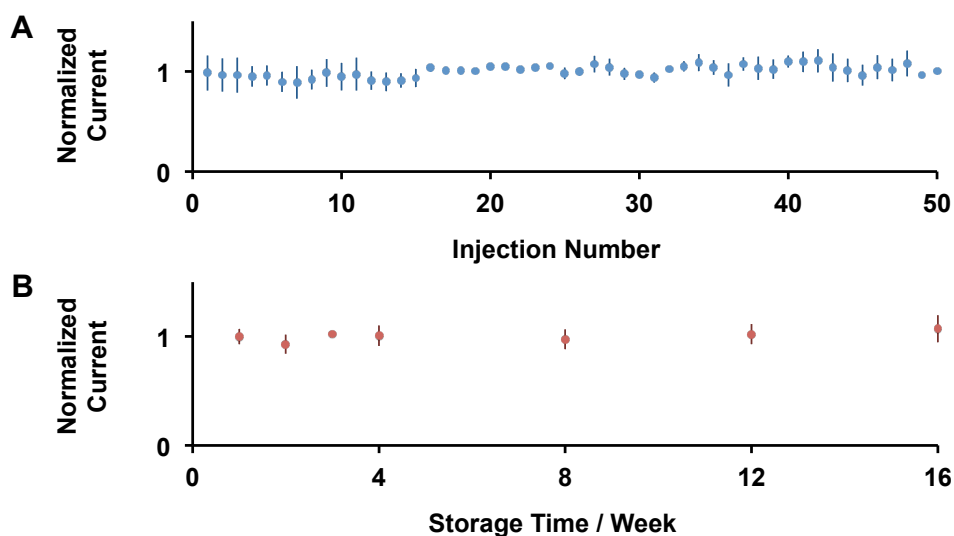 A
Normalized
Current
1
0
0 10 20 30 40 50
Injection Number
B
Normalized
Current
1
0
0 4 8 12 16
Storage Time / Week